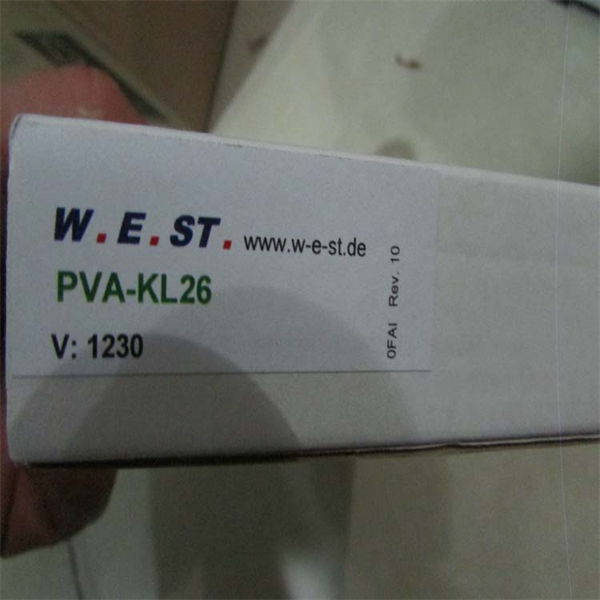 W.E.ST. www.w-e-st.de
PVA-KL26
V: 1230
0FAI Rev. 10